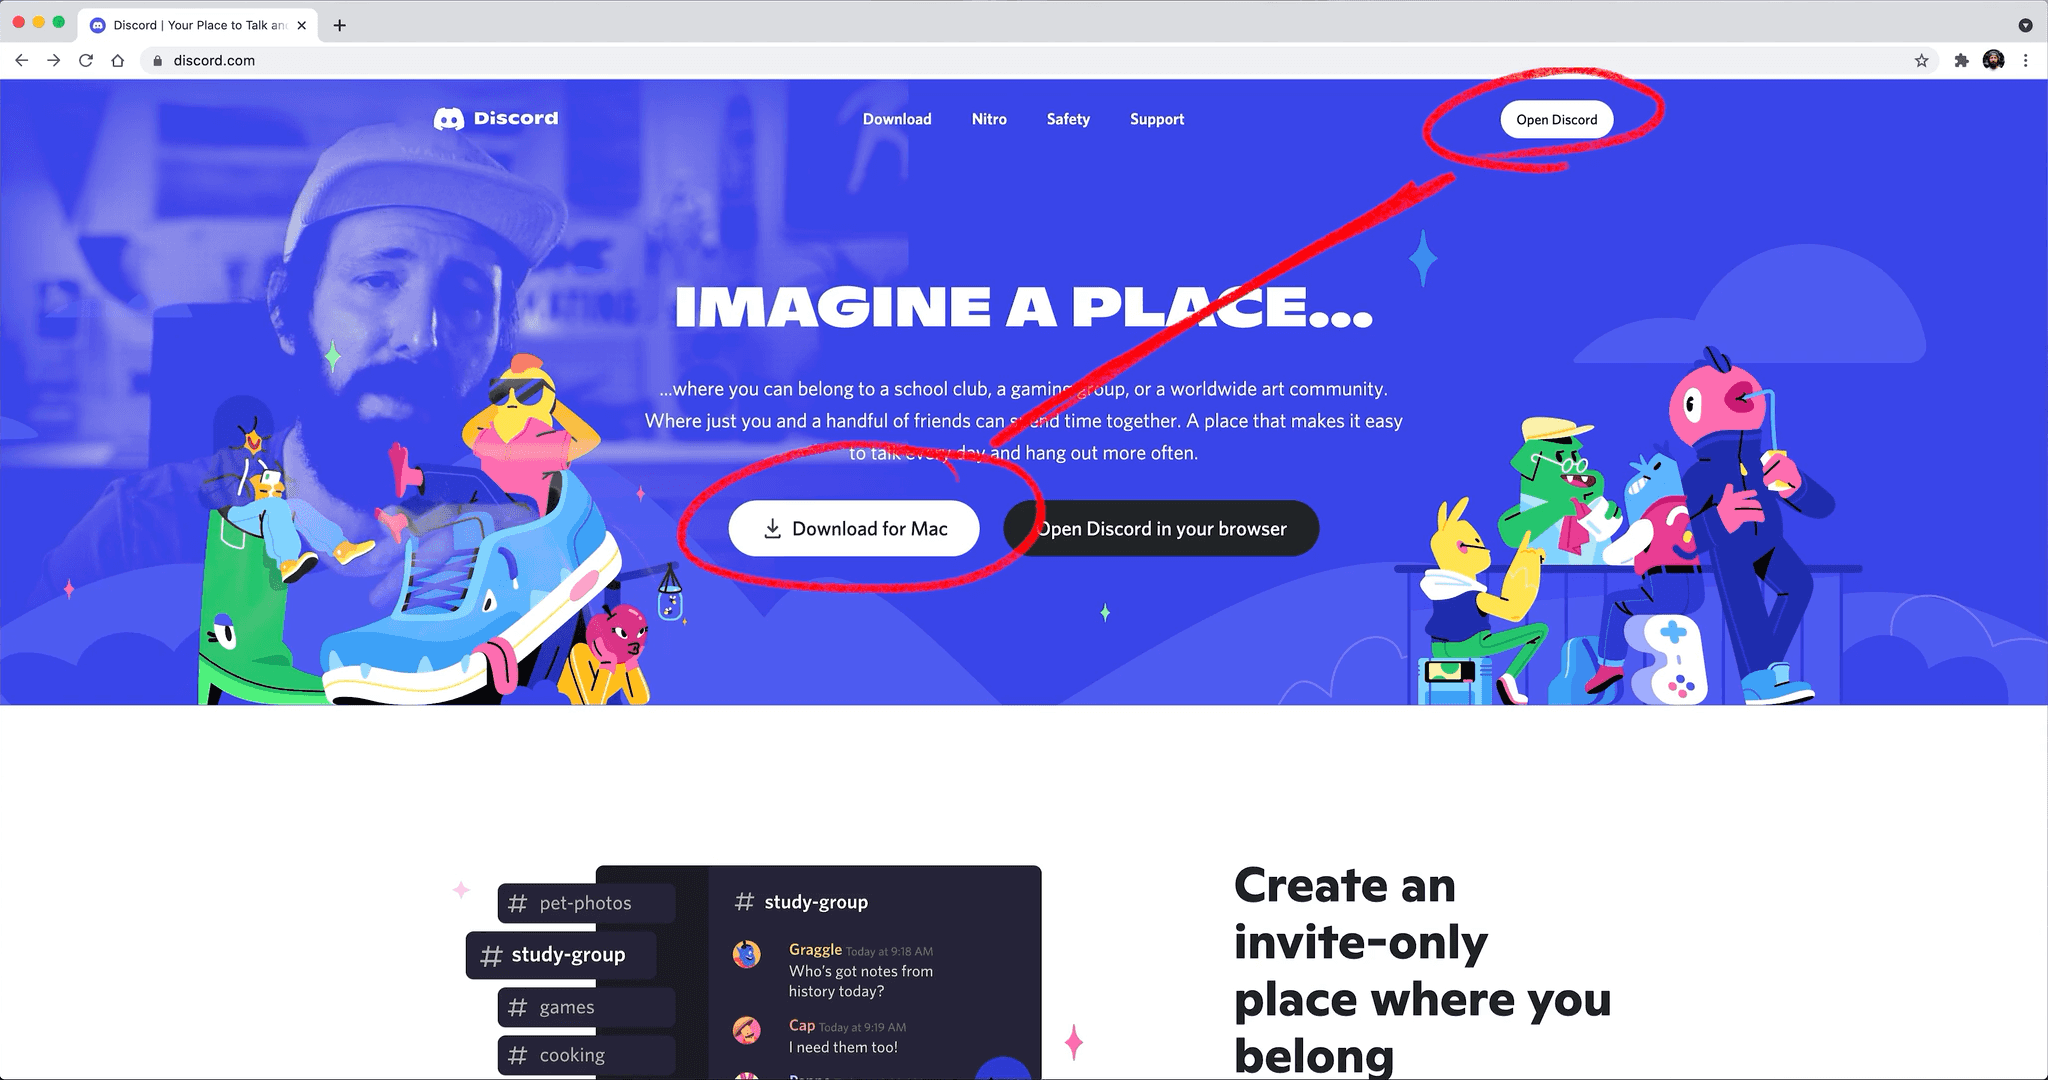 Discord | Your Place to Talk an
discord.com
Discord
Download
Nitro
Safety
Support
Open Discord
IMAGINE A PLACE...
...where you can belong to a school club, a gaming group, or a worldwide art community.
Where just you and a handful of friends can spend time together. A place that makes it easy
to talk every day and hang out more often.
Download for Mac
Open Discord in your browser
# pet-photos
# study-group
# games
# cooking
# study-group
Graggle Today at 9:18 AM
Who's got notes from
history today?
Cap Today at 9:19 AM
I need them too!
Create an
invite-only
place where you
belong